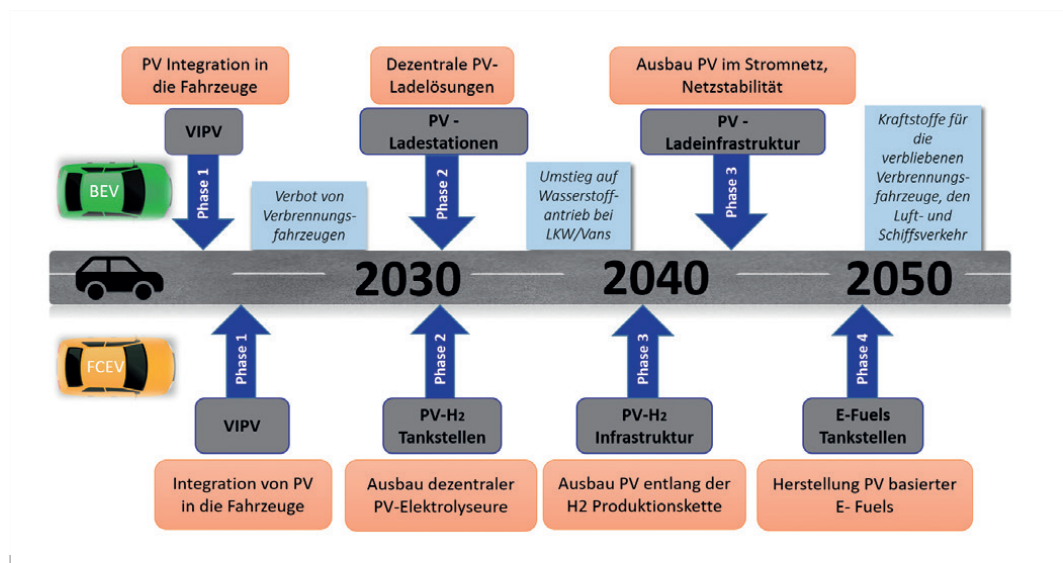 PV Integration in
die Fahrzeuge
VIPV
Phase 1
Dezentrale PV-
Ladelösungen
PV -
Ladestationen
Phase 2
Ausbau PV im Stromnetz,
Netzstabilität
PV -
Ladeinfrastruktur
Phase 3
BEV
Verbot von
Verbrennungs-
fahrzeugen
Umstieg auf
Wasserstoff-
antrieb bei
LKW/Vans
Kraftstoffe für
die
verbliebenen
Verbrennungs-
fahrzeuge, den
Luft- und
Schiffsverkehr
2030
2040
2050
FCEV
Phase 1
VIPV
Integration von PV
in die Fahrzeuge
Phase 2
PV-H2
Tankstellen
Ausbau dezentraler
PV-Elektrolyseure
Phase 3
PV-H2
Infrastruktur
Ausbau PV entlang der
H2 Produktionskette
Phase 4
E-Fuels
Tankstellen
Herstellung PV basierter
E- Fuels